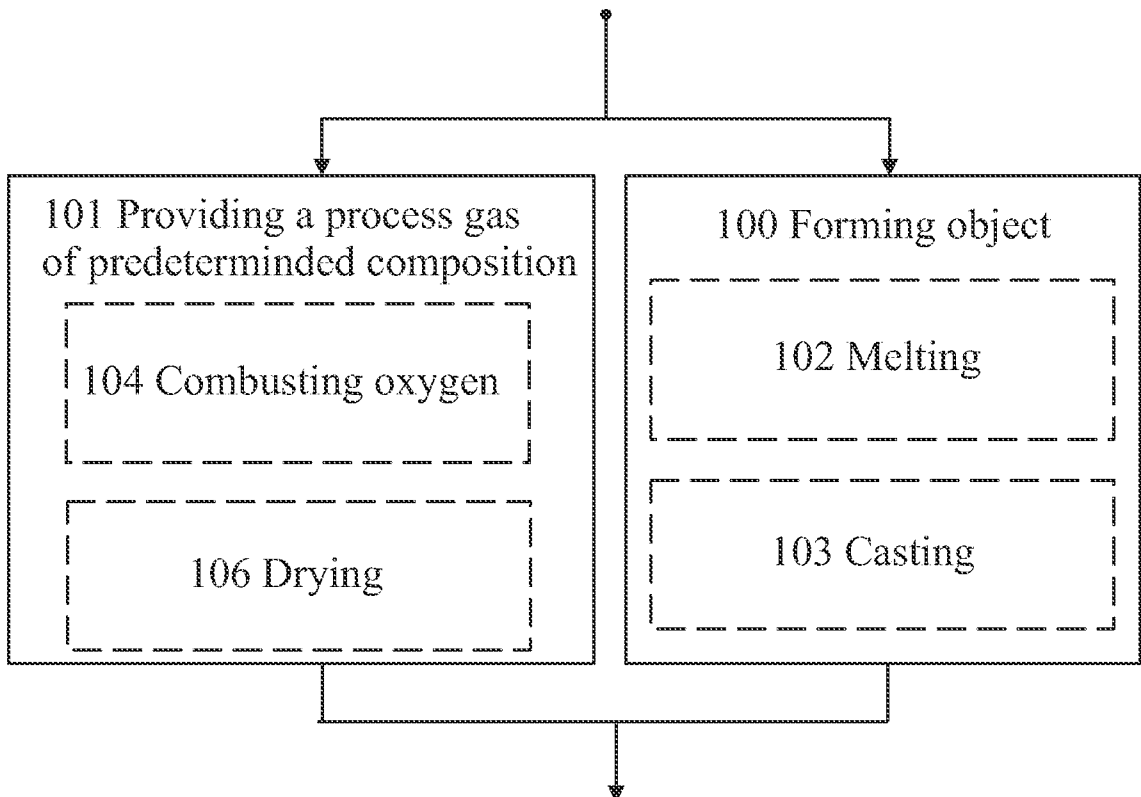 101 Providing a process gas
of predeterminded composition
104 Combusting oxygen
106 Drying
100 Forming object
102 Melting
103 Casting